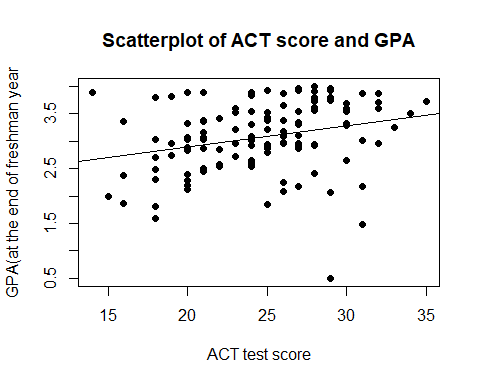 Scatterplot of ACT score and GPA
GPA(at the end of freshman year
3.5
2.5
1.5
0.5
15 20 25 30 35
ACT test score